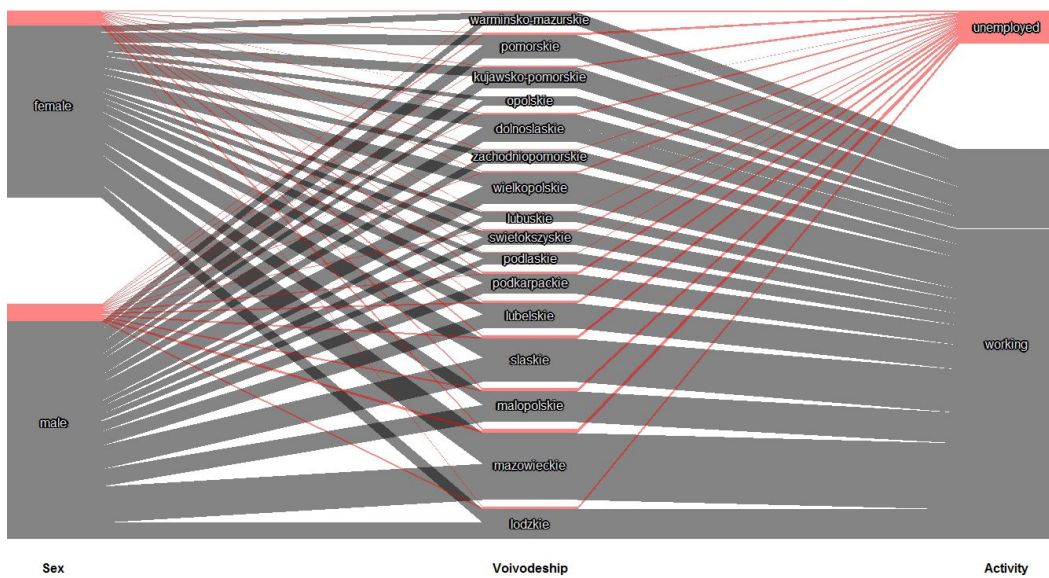 warminsko-mazurskie
unemployed
pomorskie
kujawsko-pomorskie
female
opolskie
dolnoslaskie
zachodniopomorskie
wielkopolskie
lubuskie
swietokszyskie
podlaskie
podkarpackie
lubelskie
working
slaskie
malopolskie
male
mazowieckie
lodzkie
Sex Voivodeship Activity